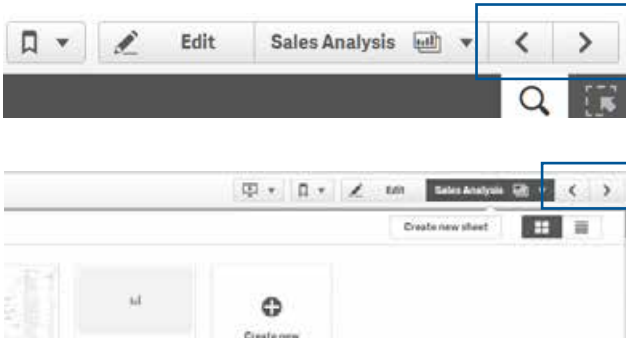 Edit Sales Analysis
Edit Sales Analysis
Create new sheet
Create new